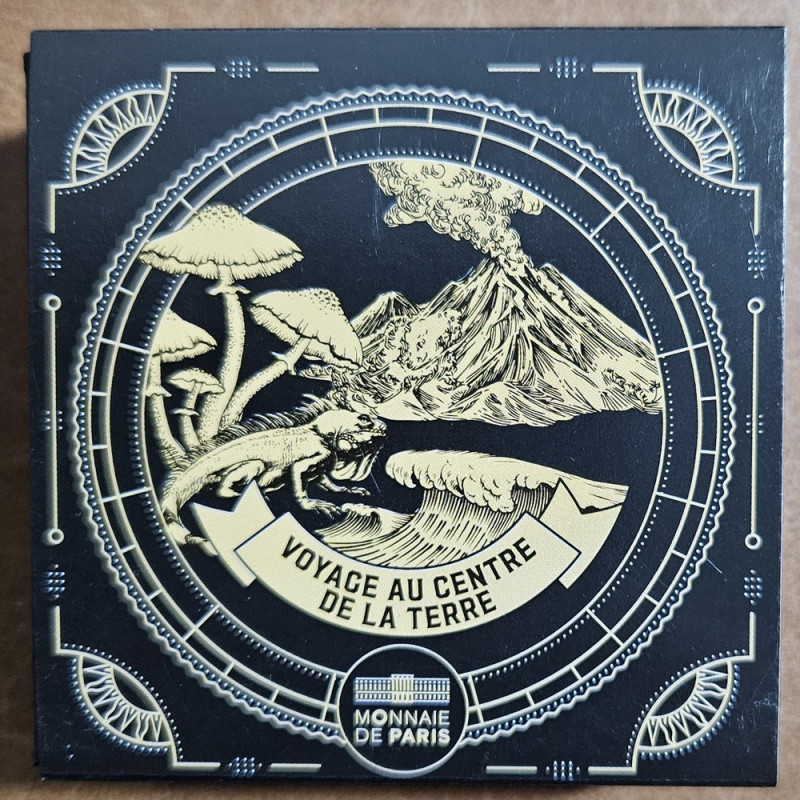 VOYAGE AU CENTRE
DE LA TERRE
MONNAIE
DE PARIS